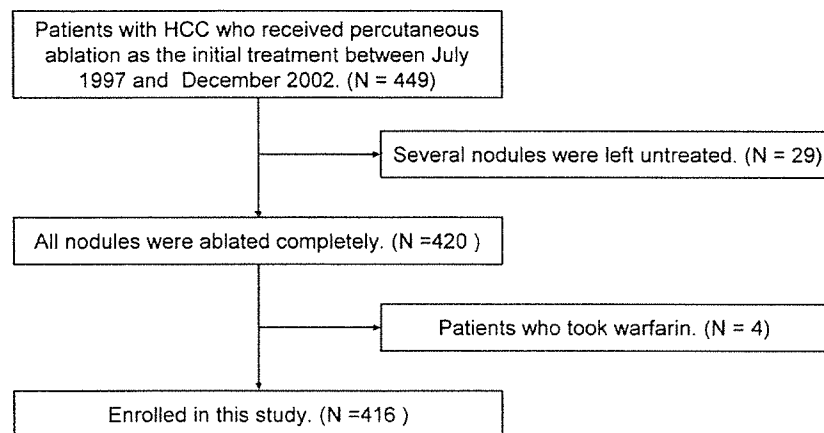 Patients with HCC who received percutaneous
ablation as the initial treatment between July
1997 and December 2002. (N = 449)
Several nodules were left untreated. (N = 29)
All nodules were ablated completely. (N =420 )
Patients who took warfarin. (N = 4)
Enrolled in this study. (N =416 )